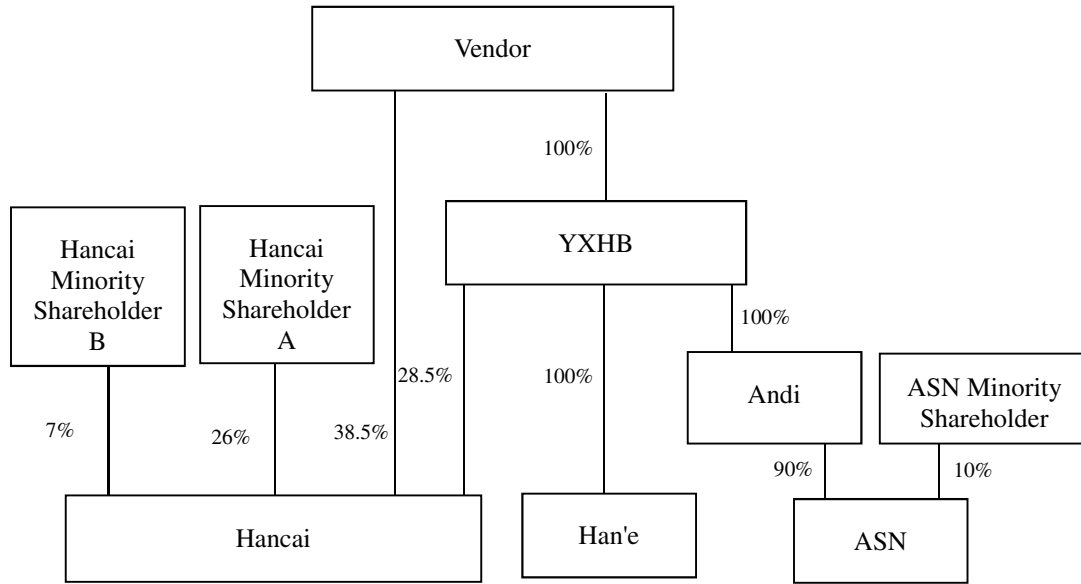 Vendor
100%
YXHB
Hancai
Minority
Shareholder
B
Hancai
Minority
Shareholder
A
100%
28.5%
100%
Andi
ASN Minority
Shareholder
7%
26%
38.5%
90%
10%
Hancai
Han'e
ASN